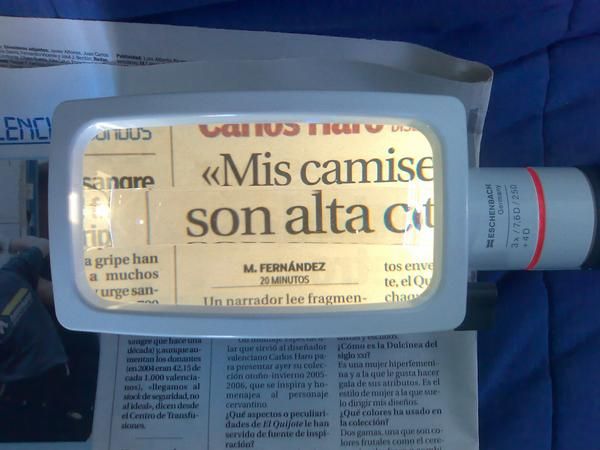 LENCI
Carlos Haro
«Mis camise
son alta c
sangre
a gripe han
a muchos
urge san-
M. FERNÁNDEZ
20 MINUTOS
Un narrador lee fragmen-
tos enve
te, el Qu
ESCHENBACH
Germany
3x / 7,6 D / 250
+ 4D
sangre que hace una
década) y, aunque au-
mentan los donantes
(en 2004 eran 42,15 de
cada 1.000 valencia-
nos), «llegamos al
stock de seguridad, no
al ideal», dicen desde
el Centro de Transfu-
siones.
lar que sirvió al diseñador
valenciano Carlos Haro pa-
ra presentar ayer su colec-
ción otoño-invierno 2005-
2006, que se inspira y ho-
menajea al personaje
cervantino.
¿Qué aspectos o peculiari-
dades de El Quijote le han
servido de fuente de inspi-
ración?
¿Cómo es la Dulcinea del
siglo XXI?
Es una mujer hiperfemeni-
na y a la que le gusta hacer
gala de sus atributos. Es el
estilo de mujer a la que sue-
lo dirigir mis diseños.
¿Qué colores ha usado en
la colección?
Dos gamas, una que son co-
lores frutales como el cere-